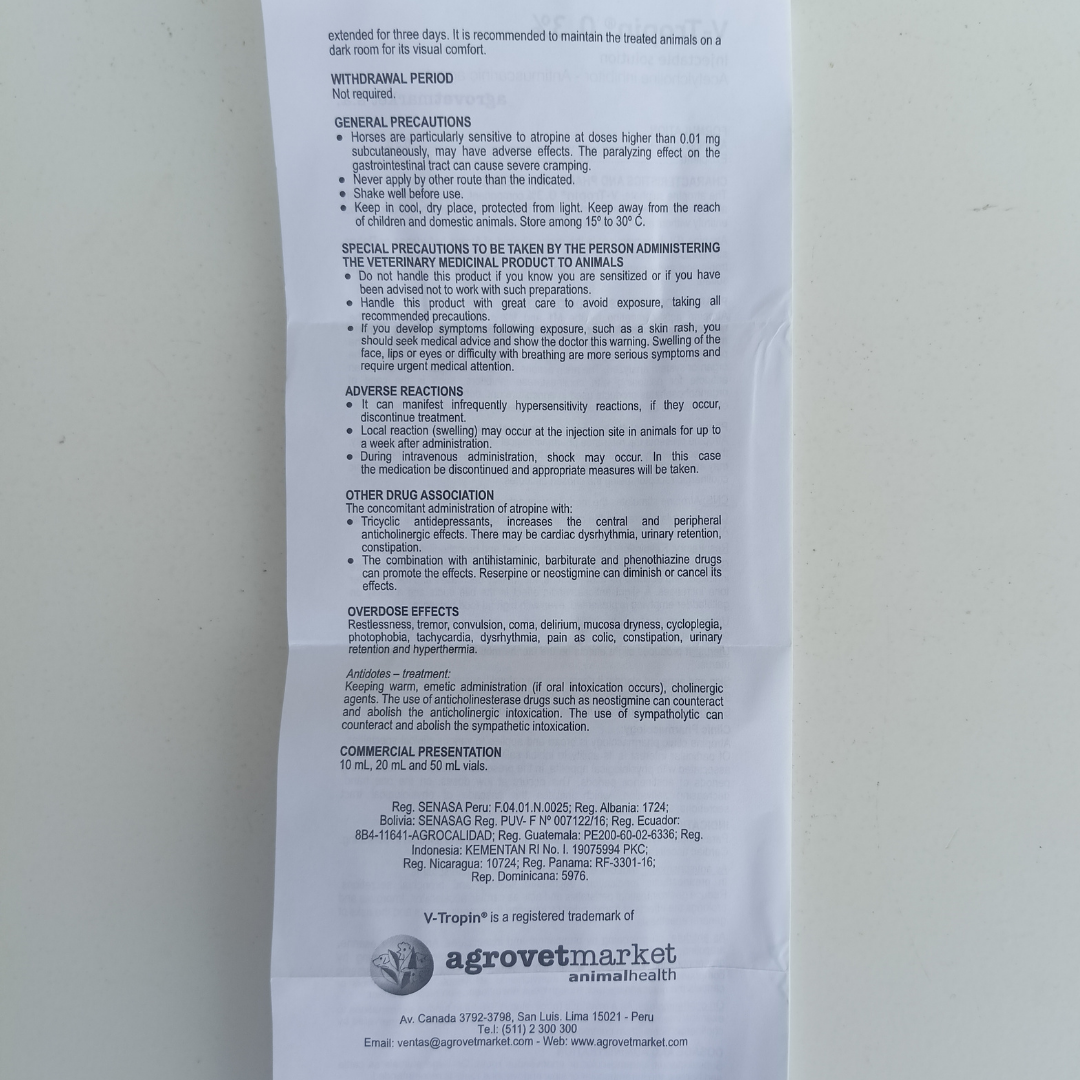 extended for three days. It is recommended to maintain the treated animals on a
dark room for its visual comfort.
WITHDRAWAL PERIOD
Not required.
GENERAL PRECAUTIONS
● Horses are particularly sensitive to atropine at doses higher than 0.01 mg
subcutaneously, may have adverse effects. The paralyzing effect on the
gastrointestinal tract can cause severe cramping.
● Never apply by other route than the indicated.
● Shake well before use.
● Keep in cool, dry place, protected from light. Keep away from the reach
of children and domestic animals. Store among 15º to 30º C.
SPECIAL PRECAUTIONS TO BE TAKEN BY THE PERSON ADMINISTERING
THE VETERINARY MEDICINAL PRODUCT TO ANIMALS
● Do not handle this product if you know you are sensitized or if you have
been advised not to work with such preparations.
● Handle this product with great care to avoid exposure, taking all
recommended precautions.
● If you develop symptoms following exposure, such as a skin rash, you
should seek medical advice and show the doctor this warning. Swelling of the
face, lips or eyes or difficulty with breathing are more serious symptoms and
require urgent medical attention.
ADVERSE REACTIONS
● It can manifest infrequently hypersensitivity reactions, if they occur,
discontinue treatment.
● Local reaction (swelling) may occur at the injection site in animals for up to
a week after administration.
● During intravenous administration, shock may occur. In this case
the medication be discontinued and appropriate measures will be taken.
OTHER DRUG ASSOCIATION
The concomitant administration of atropine with:
● Tricyclic antidepressants, increases the central and peripheral
anticholinergic effects. There may be cardiac dysrhythmia, urinary retention,
constipation.
● The combination with antihistaminic, barbiturate and phenothiazine drugs
can promote the effects. Reserpine or neostigmine can diminish or cancel its
effects.
OVERDOSE EFFECTS
Restlessness, tremor, convulsion, coma, delirium, mucosa dryness, cycloplegia,
photophobia, tachycardia, dysrhythmia, pain as colic, constipation, urinary
retention and hyperthermia.
Antidotes – treatment:
Keeping warm, emetic administration (if oral intoxication occurs), cholinergic
agents. The use of anticholinesterase drugs such as neostigmine can counteract
and abolish the anticholinergic intoxication. The use of sympatholytic can
counteract and abolish the sympathetic intoxication.
COMMERCIAL PRESENTATION
10 mL, 20 mL and 50 mL vials.
Reg. SENASA Peru: F.04.01.N.0025; Reg. Albania: 1724;
Bolivia: SENASAG Reg. PUV- F Nº 007122/16; Reg. Ecuador:
8B4-11641-AGROCALIDAD; Reg. Guatemala: PE200-60-02-6336; Reg.
Indonesia: KEMENTAN RI No. I. 19075994 PKC;
Reg. Nicaragua: 10724; Reg. Panama: RF-3301-16;
Rep. Dominicana: 5976.
V-Tropin® is a registered trademark of
agrovetmarket
animalhealth
Av. Canada 3792-3798, San Luis. Lima 15021 - Peru
Te.l: (511) 2 300 300
Email: ventas@agrovetmarket.com - Web: www.agrovetmarket.com